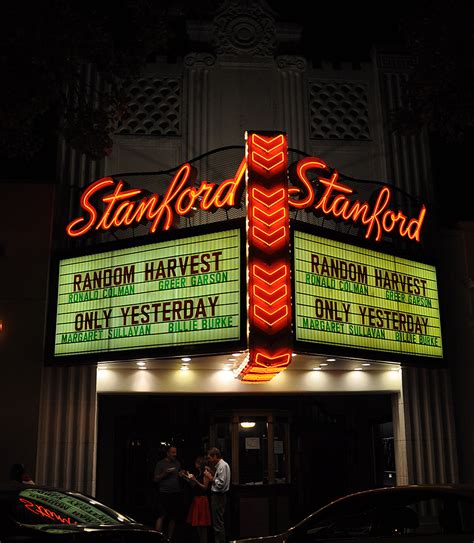 Stanford
RANDOM HARVEST
RONALD COLMAN GREER GARSON
ONLY YESTERDAY
MARGARET SULLAVAN BILLIE BURKE
Stanford
RANDOM HARVEST
RONALD COLMAN GREER GARSON
ONLY YESTERDAY
MARGARET SULLAVAN BILLIE BURKE